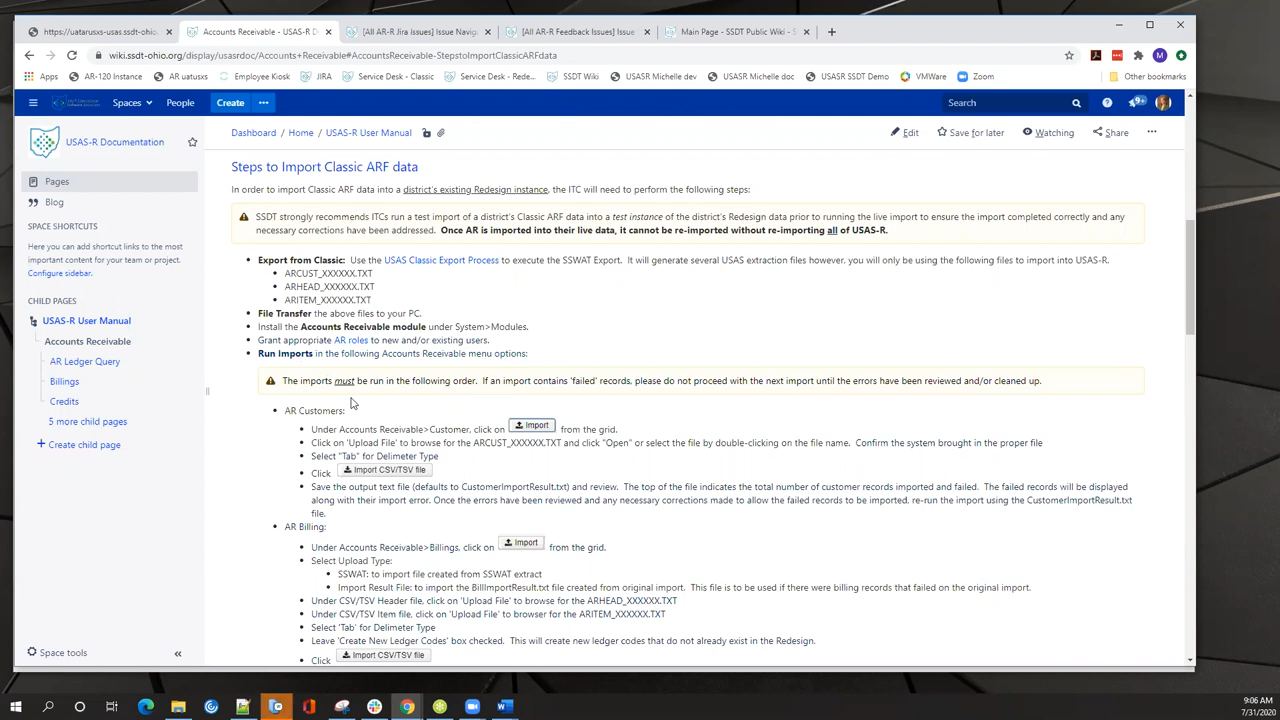 https://uatarusxs-usas.ssdt-ohio.
Accounts Receivable - USAS-R D
[All AR-R Jira Issues] Issue Navig
[All AR-R Feedback Issues] Issue
Main Page - SSDT Public Wiki - S
wiki.ssdt-ohio.org/display/usasrdoc/Accounts+Receivable#AccountsReceivable-StepstoImportClassicARFdata
Apps AR-120 Instance AR uatusxs Employee Kiosk JIRA Service Desk - Classic Service Desk - Rede... SSDT Wiki USASR Michelle dev USASR Michelle doc USASR SSDT Demo VMWare Zoom Other bookmarks
Spaces People Create ··· Search 9+
USAS-R Documentation
Pages
Blog
SPACE SHORTCUTS
Here you can add shortcut links to the most
important content for your team or project.
Configure sidebar.
CHILD PAGES
USAS-R User Manual
Accounts Receivable
AR Ledger Query
Billings
Credits
5 more child pages
+ Create child page
Space tools
Dashboard / Home / USAS-R User Manual
Edit Save for later Watching Share ···
Steps to Import Classic ARF data
In order to import Classic ARF data into a district's existing Redesign instance, the ITC will need to perform the following steps:
SSDT strongly recommends ITCs run a test import of a district's Classic ARF data into a test instance of the district's Redesign data prior to running the live import to ensure the import completed correctly and any
necessary corrections have been addressed. Once AR is imported into their live data, it cannot be re-imported without re-importing all of USAS-R.
• Export from Classic: Use the USAS Classic Export Process to execute the SSWAT Export. It will generate several USAS extraction files however, you will only be using the following files to import into USAS-R.
• ARCUST_XXXXXX.TXT
• ARHEAD_XXXXXX.TXT
• ARITEM_XXXXXX.TXT
• File Transfer the above files to your PC.
• Install the Accounts Receivable module under System>Modules.
• Grant appropriate AR roles to new and/or existing users.
• Run Imports in the following Accounts Receivable menu options:
The imports must be run in the following order. If an import contains 'failed' records, please do not proceed with the next import until the errors have been reviewed and/or cleaned up.
• AR Customers:
• Under Accounts Receivable>Customer, click on Import from the grid.
• Click on 'Upload File' to browse for the ARCUST_XXXXXX.TXT and click "Open" or select the file by double-clicking on the file name. Confirm the system brought in the proper file
• Select "Tab" for Delimeter Type
• Click Import CSV/TSV file
• Save the output text file (defaults to CustomerImportResult.txt) and review. The top of the file indicates the total number of customer records imported and failed. The failed records will be displayed
along with their import error. Once the errors have been reviewed and any necessary corrections made to allow the failed records to be imported, re-run the import using the CustomerImportResult.txt
file.
• AR Billing:
• Under Accounts Receivable>Billings, click on Import from the grid.
• Select Upload Type:
• SSWAT: to import file created from SSWAT extract
• Import Result File: to import the BillImportResult.txt file created from original import. This file is to be used if there were billing records that failed on the original import.
• Under CSV/TSV Header file, click on 'Upload File' to browse for the ARHEAD_XXXXXX.TXT
• Under CSV/TSV Item file, click on 'Upload File' to browser for the ARITEM_XXXXXX.TXT
• Select 'Tab' for Delimeter Type
• Leave 'Create New Ledger Codes' box checked. This will create new ledger codes that do not already exist in the Redesign.
• Click Import CSV/TSV file
9:06 AM
7/31/2020